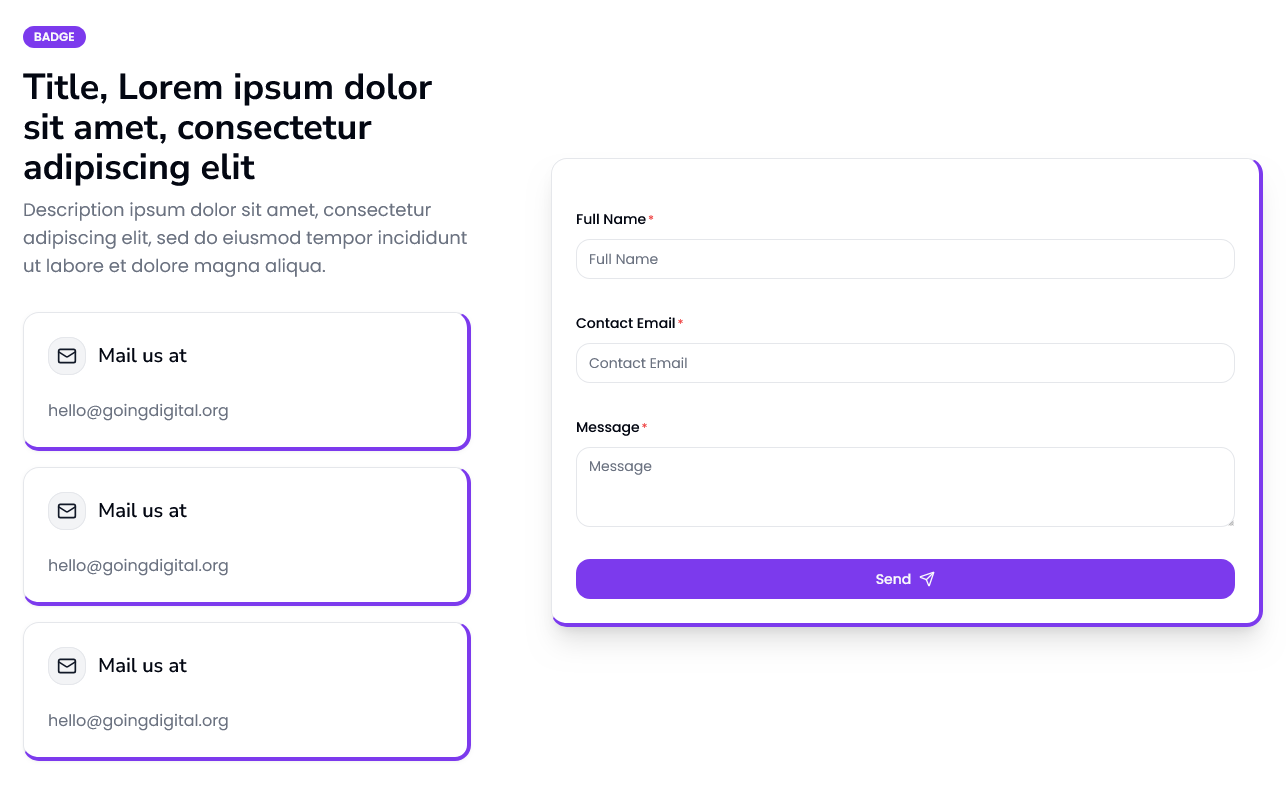 BADGE
Title, Lorem ipsum dolor
sit amet, consectetur
adipiscing elit
Description ipsum dolor sit amet, consectetur
adipiscing elit, sed do eiusmod tempor incididunt
ut labore et dolore magna aliqua.
Mail us at
hello@goingdigital.org
Mail us at
hello@goingdigital.org
Mail us at
hello@goingdigital.org
Full Name*
Full Name
Contact Email*
Contact Email
Message*
Message
Send